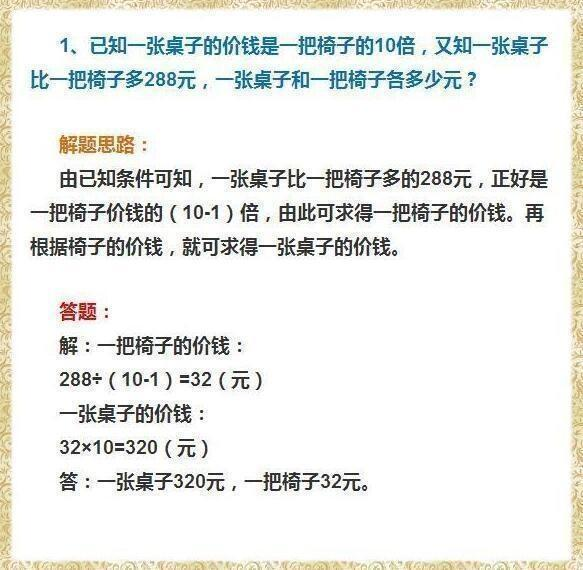 1、已知一张桌子的价钱是一把椅子的10倍，又知一张桌子
比一把椅子多288元，一张桌子和一把椅子各多少元？
解题思路：
由已知条件可知，一张桌子比一把椅子多的288元，正好是
一把椅子价钱的（10-1）倍，由此可求得一把椅子的价钱。再
根据椅子的价钱，就可求得一张桌子的价钱。
答题：
解：一把椅子的价钱：
288÷（10-1）=32（元）
一张桌子的价钱：
32×10=320（元）
答：一张桌子320元，一把椅子32元。